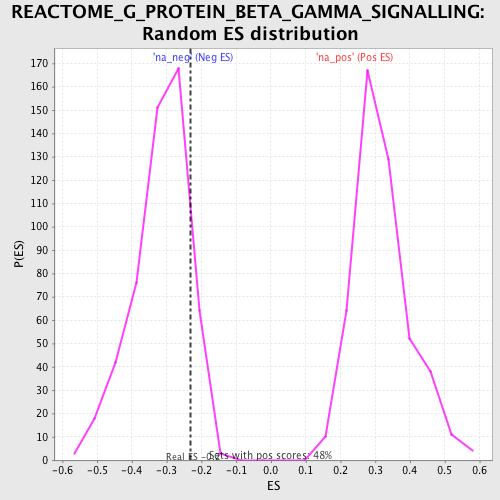 REACTOME_G_PROTEIN_BETA_GAMMA_SIGNALLING:
Random ES distribution
'na_neg' (Neg ES) 'na_pos' (Pos ES)
170
160
150
140
130
120
110
100
90
80
70
60
50
40
30
20
10
0
P(ES)
Real ES Sets with pos scores: 48%
-0.6 -0.5 -0.4 -0.3 -0.2 -0.1 0.0 0.1 0.2 0.3 0.4 0.5 0.6
ES